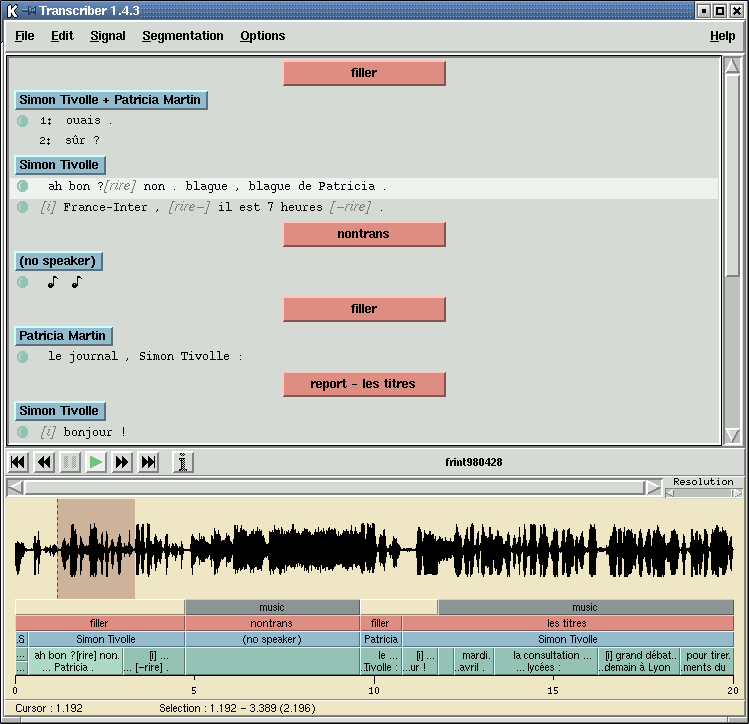 Transcriber 1.4.3
File Edit Signal Segmentation Options Help
filler
Simon Tivolle + Patricia Martin
1: ouais .
2: sûr ?
Simon Tivolle
ah bon ?[rire] non . blague , blague de Patricia .
[i] France-Inter , [rire-] il est 7 heures [-rire] .
nontrans
(no speaker)
filler
Patricia Martin
le journal , Simon Tivolle :
report - les titres
Simon Tivolle
[i] bonjour !
frint980428
Resolution
music music
filler nontrans filler les titres
.S Simon Tivolle (no speaker) Patricia Simon Tivolle
... ah bon ?[rire] non. [i] ... le ... [i] ... mardi. la consultation ... [i] grand débat.. pour tirer.
... ... Patricia . ... [-rire] . .Tivolle : ...ur ! ..avril . ... lycées : ..demain à Lyon ..ments du
0 5 10 15 20
Cursor : 1.192 Selection : 1.192 - 3.389 (2.196)